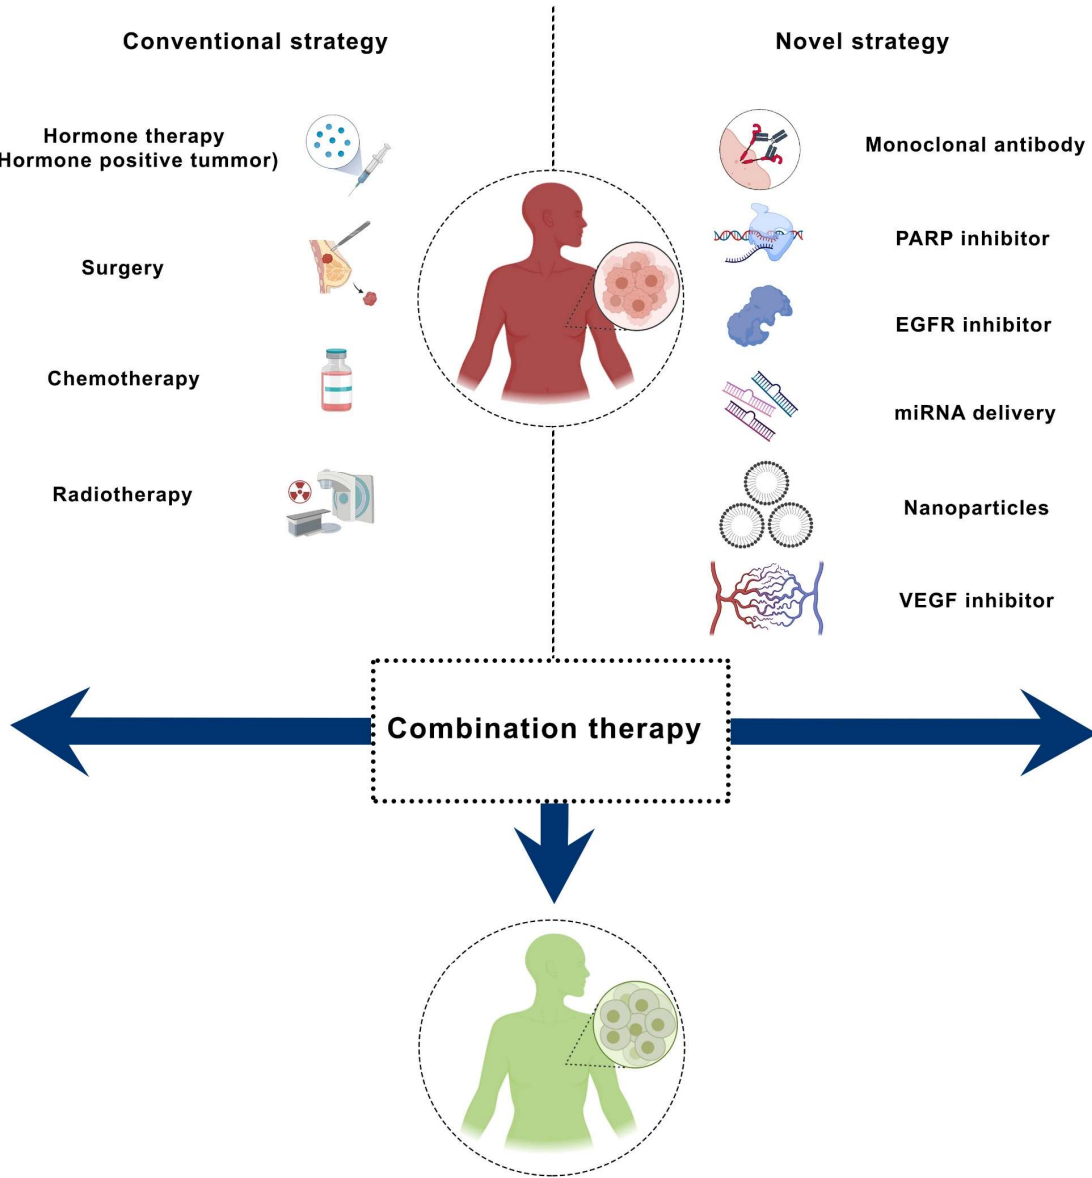 Conventional strategy
Novel strategy
Hormone therapy
Hormone positive tummor)
Surgery
Chemotherapy
Radiotherapy
Monoclonal antibody
PARP inhibitor
EGFR inhibitor
miRNA delivery
Nanoparticles
VEGF inhibitor
Combination therapy